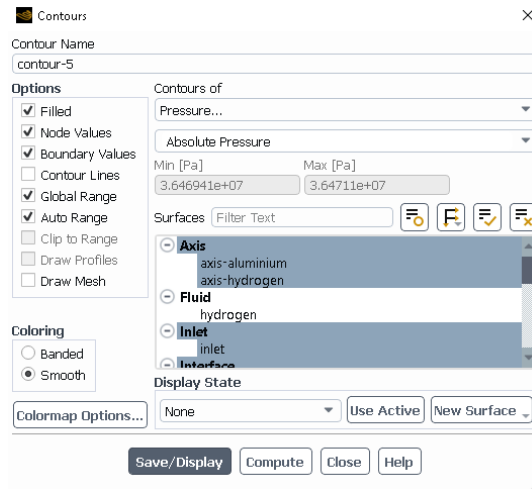 Contours
Contour Name
contour-5
Options
Filled
Node Values
Boundary Values
Contour Lines
Global Range
Auto Range
Clip to Range
Draw Profiles
Draw Mesh
Coloring
Banded
Smooth
Colormap Options...
Contours of
Pressure...
Absolute Pressure
Min [Pa] Max [Pa]
3.646941e+07 3.64711e+07
Surfaces Filter Text
Axis
axis-aluminium
axis-hydrogen
Fluid
hydrogen
Inlet
inlet
Interface
Display State
None Use Active New Surface
Save/Display Compute Close Help